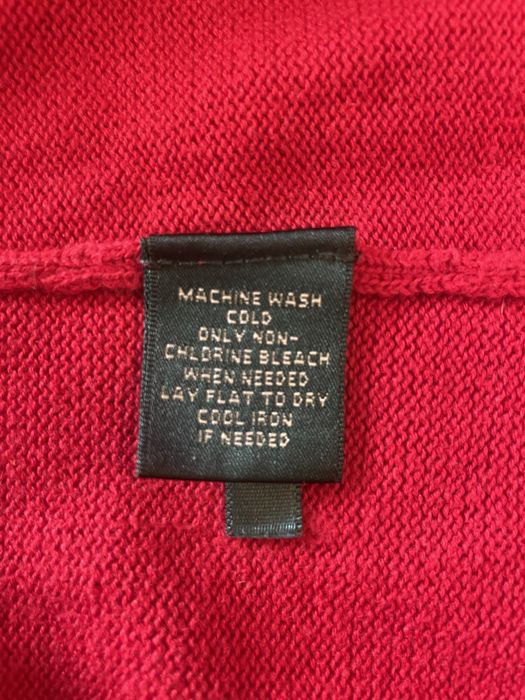 MACHINE WASH
COLD
ONLY NON-
CHLORINE BLEACH
WHEN NEEDED
LAY FLAT TO DRY
COOL IRON
IF NEEDED